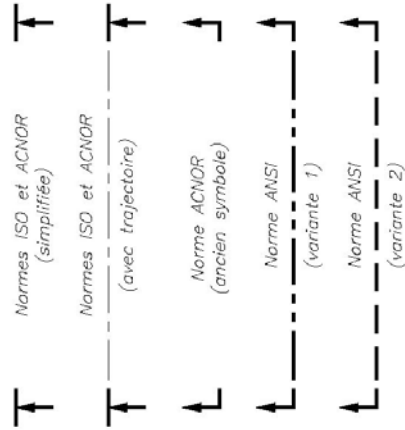 Normes ISO et ACNOR
(simplifiée)
Normes ISO et ACNOR
(avec trajectoire)
Norme ACNOR
(ancien symbole)
Norme ANSI
(variante 1)
Norme ANSI
(variante 2)